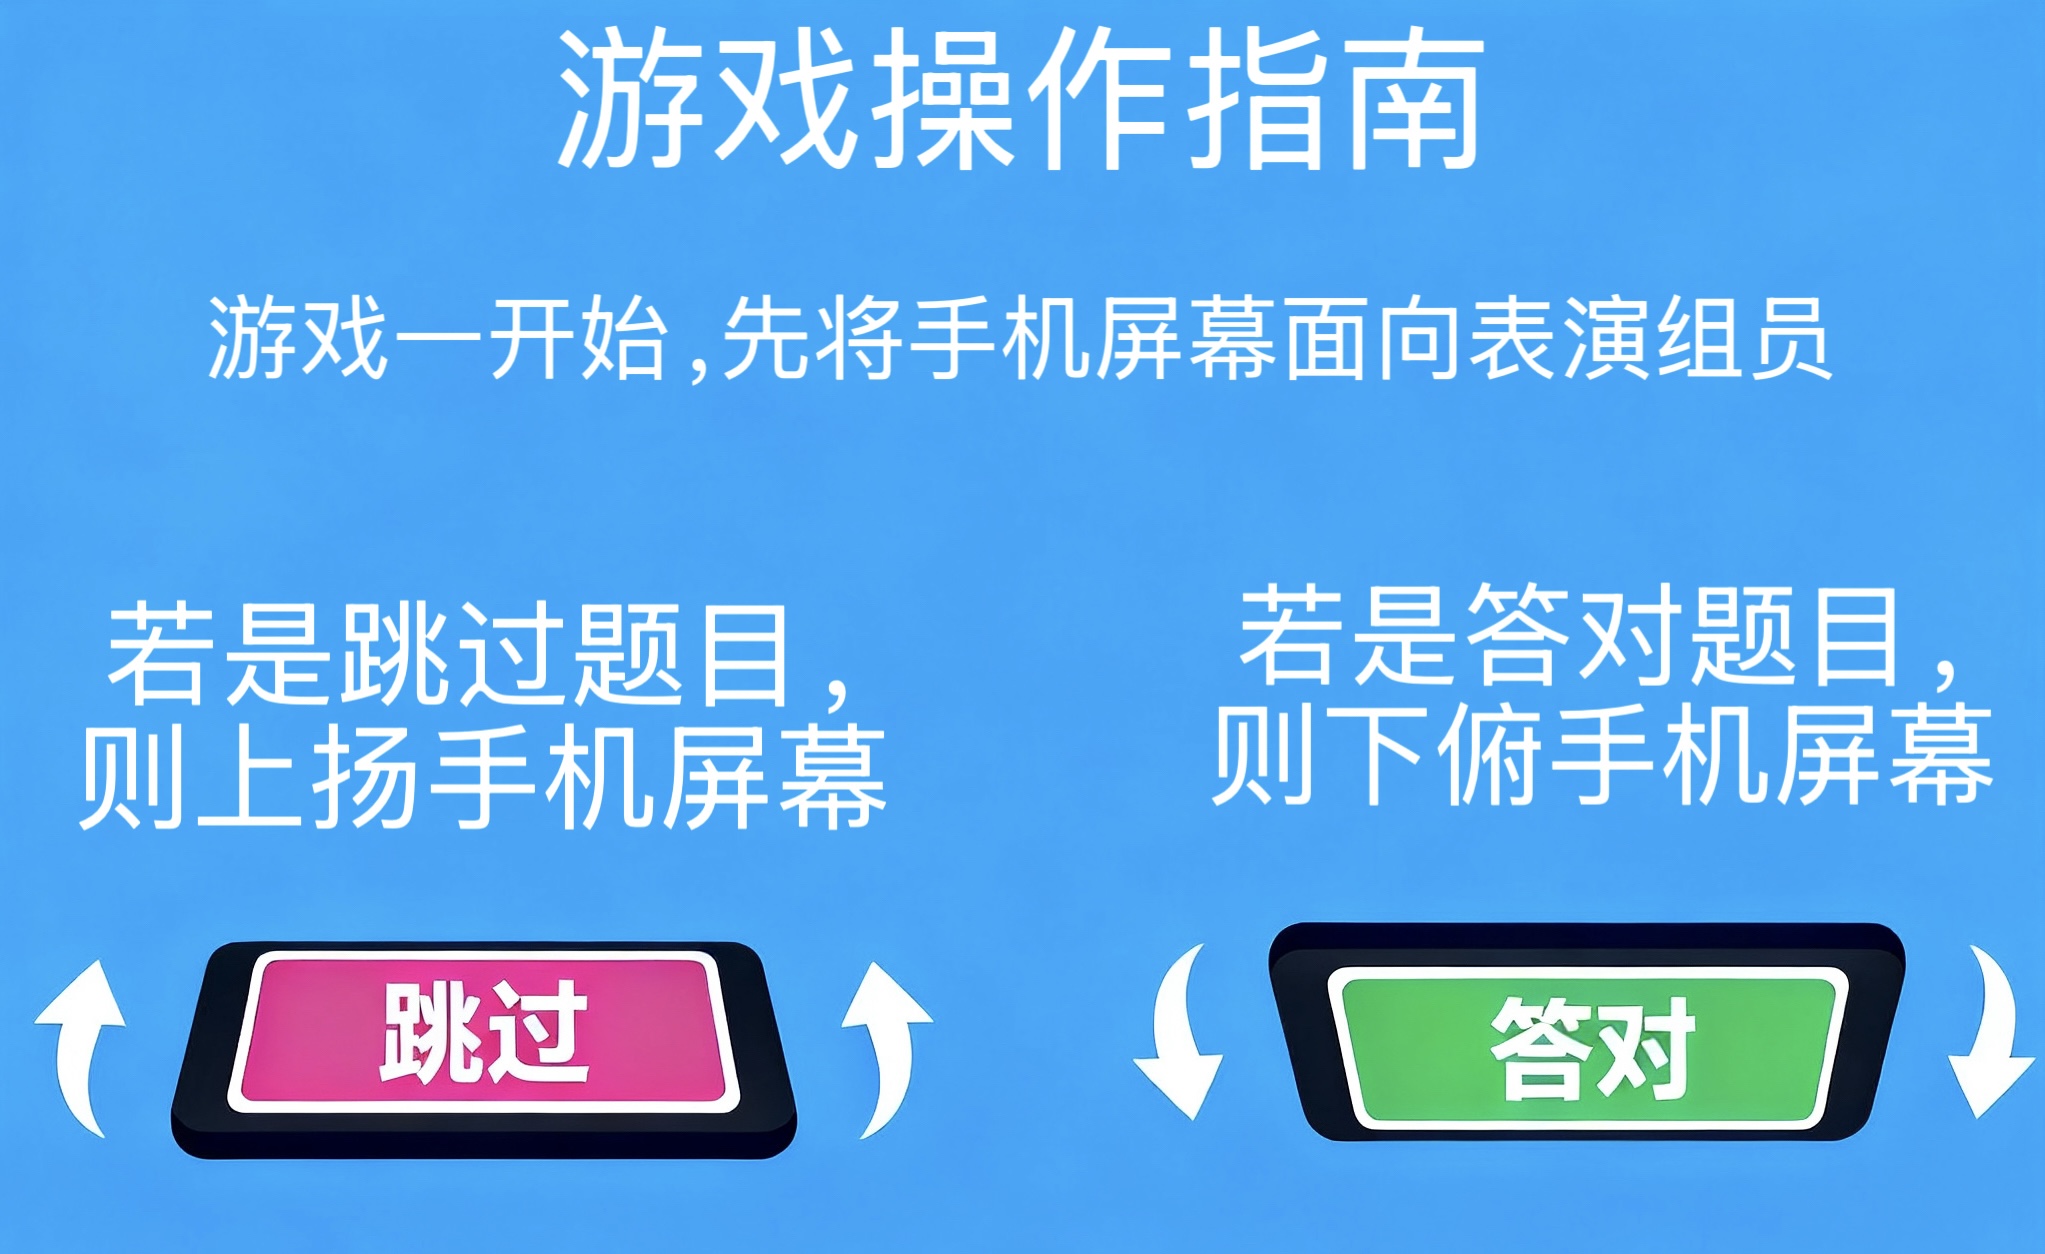 游戏操作指南
游戏一开始,先将手机屏幕面向表演组员
若是跳过题目,
则上扬手机屏幕
若是答对题目,
则下俯手机屏幕
跳过
答对